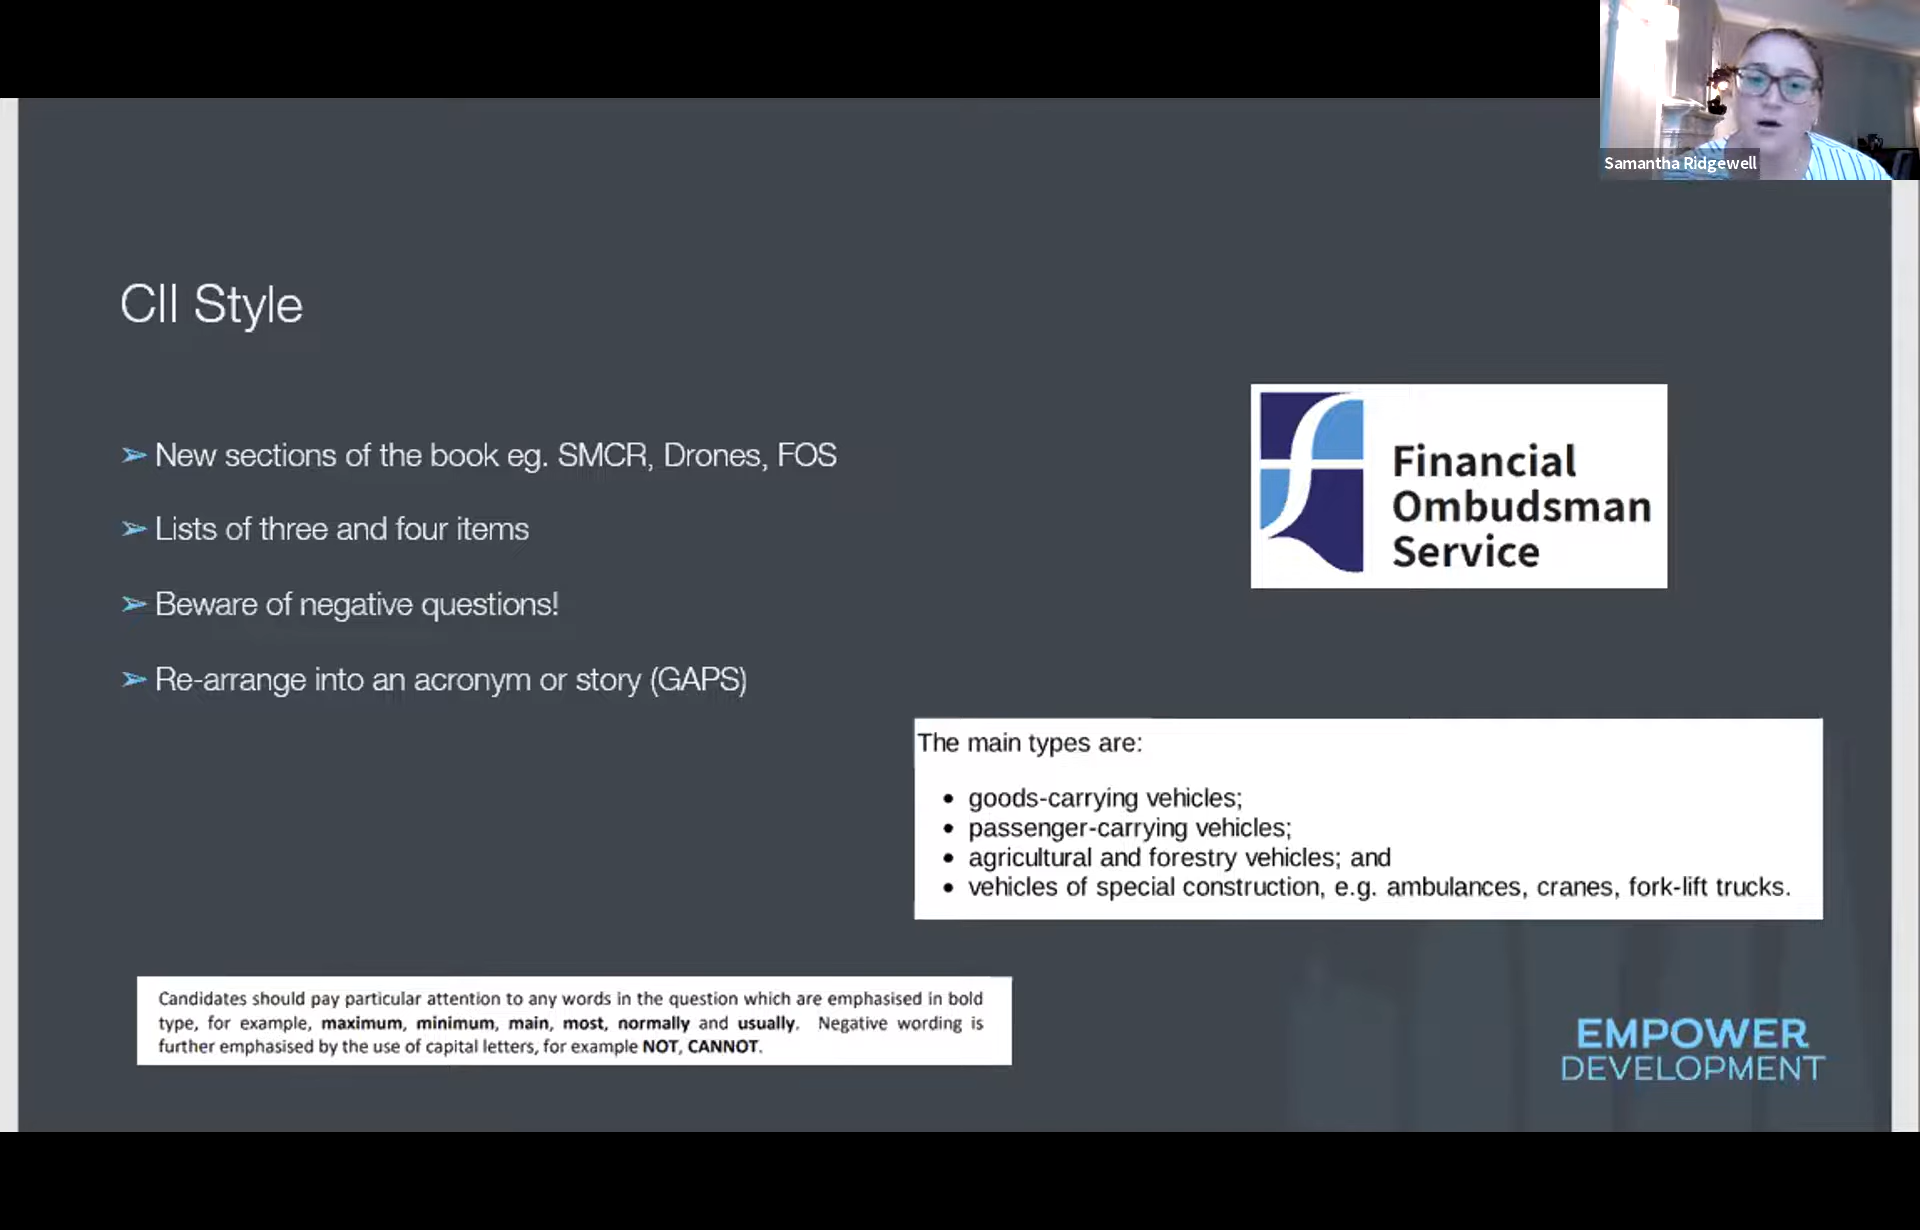 Samantha Ridgewell
CII Style
➢ New sections of the book eg. SMCR, Drones, FOS
➢ Lists of three and four items
➢ Beware of negative questions!
➢ Re-arrange into an acronym or story (GAPS)
Financial
Ombudsman
Service
The main types are:
• goods-carrying vehicles;
• passenger-carrying vehicles;
• agricultural and forestry vehicles; and
• vehicles of special construction, e.g. ambulances, cranes, fork-lift trucks.
Candidates should pay particular attention to any words in the question which are emphasised in bold
type, for example, maximum, minimum, main, most, normally and usually. Negative wording is
further emphasised by the use of capital letters, for example NOT, CANNOT.
EMPOWER
DEVELOPMENT